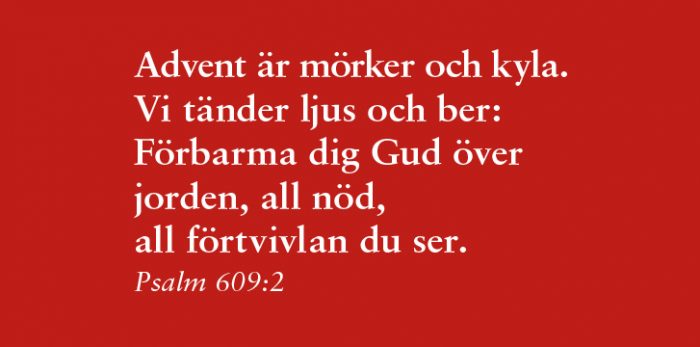 Advent är mörker och kyla.
Vi tänder ljus och ber:
Förbarma dig Gud över
jorden, all nöd,
all förtvivlan du ser.
Psalm 609:2